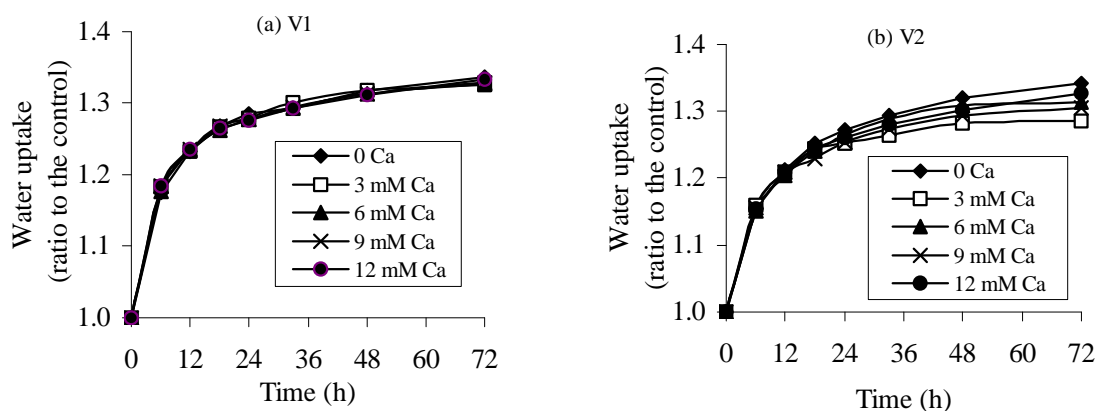 (a) V1
1.4
1.3
1.2
1.1
1.0
Water uptake
(ratio to the control)
0 Ca
3 mM Ca
6 mM Ca
9 mM Ca
12 mM Ca
0 12 24 36 48 60 72
Time (h)
(b) V2
1.4
1.3
1.2
1.1
1.0
Water uptake
(ratio to the control)
0 Ca
3 mM Ca
6 mM Ca
9 mM Ca
12 mM Ca
0 12 24 36 48 60 72
Time (h)